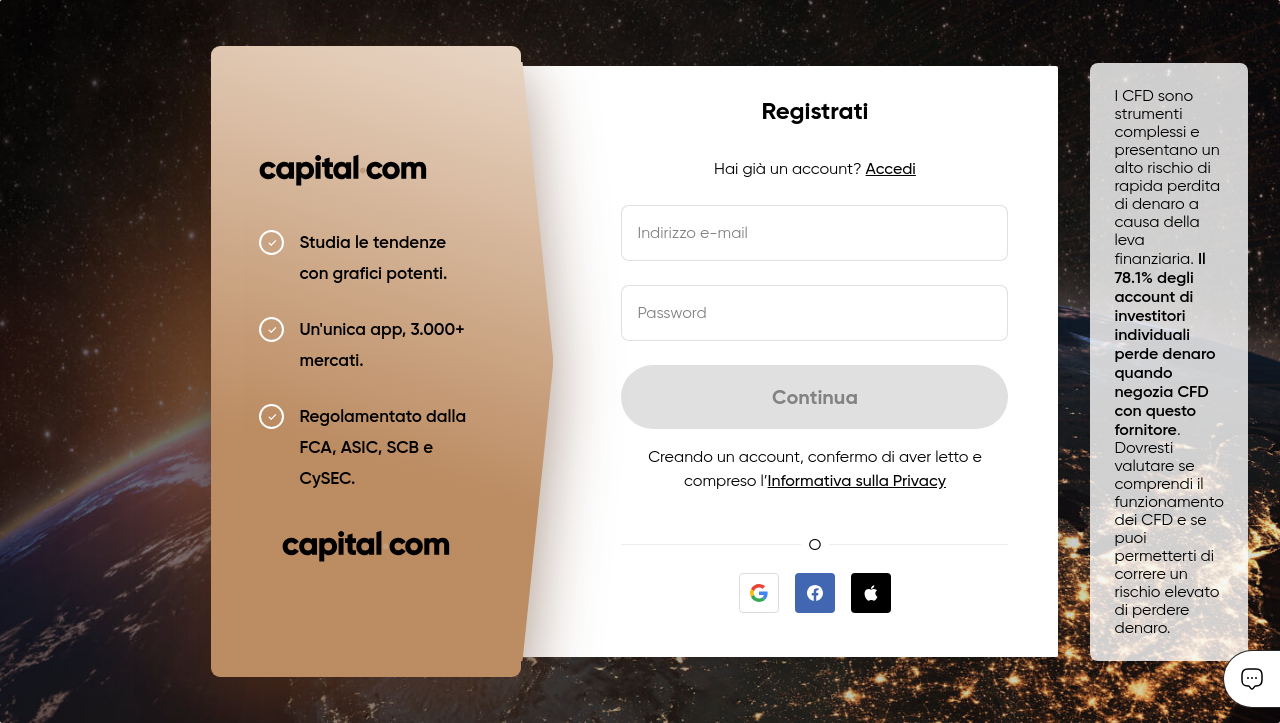 capital com
Studia le tendenze
con grafici potenti.
Un'unica app, 3.000+
mercati.
Regolamentato dalla
FCA, ASIC, SCB e
CySEC.
capital com
Registrati
Hai già un account? Accedi
Indirizzo e-mail
Password
Continua
Creando un account, confermo di aver letto e
compreso l’Informativa sulla Privacy
O
I CFD sono
strumenti
complessi e
presentano un
alto rischio di
rapida perdita
di denaro a
causa della
leva
finanziaria. Il
78.1% degli
account di
investitori
individuali
perde denaro
quando
negozia CFD
con questo
fornitore.
Dovresti
valutare se
comprendi il
funzionamento
dei CFD e se
puoi
permetterti di
correre un
rischio elevato
di perdere
denaro.